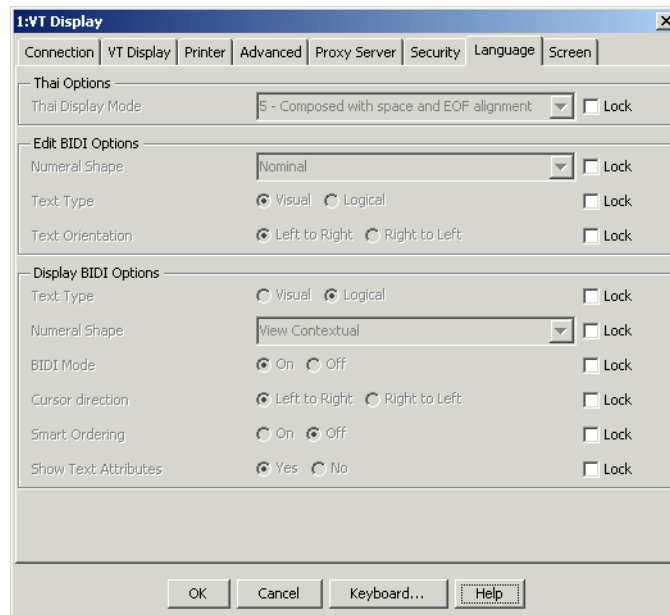 1:VT Display
Connection VT Display Printer Advanced Proxy Server Security Language Screen
Thai Options
Thai Display Mode 5 - Composed with space and EOF alignment Lock
Edit BIDI Options
Numeral Shape Nominal Lock
Text Type Visual Logical Lock
Text Orientation Left to Right Right to Left Lock
Display BIDI Options
Text Type Visual Logical Lock
Numeral Shape View Contextual Lock
BIDI Mode On Off Lock
Cursor direction Left to Right Right to Left Lock
Smart Ordering On Off Lock
Show Text Attributes Yes No Lock
OK Cancel Keyboard... Help